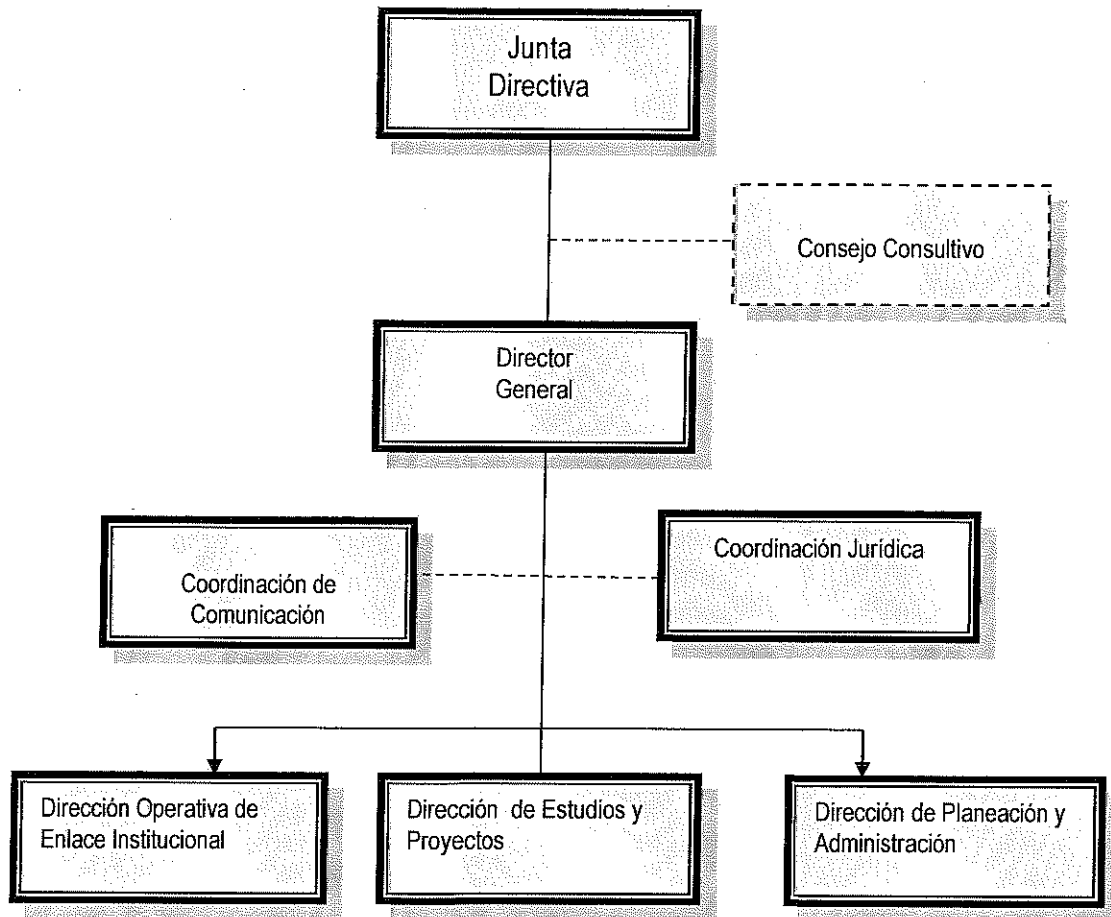 Junta
Directiva
Consejo Consultivo
Director
General
Coordinación de
Comunicación
Coordinación Jurídica
Dirección Operativa de
Enlace Institucional
Dirección de Estudios y
Proyectos
Dirección de Planeación y
Administración